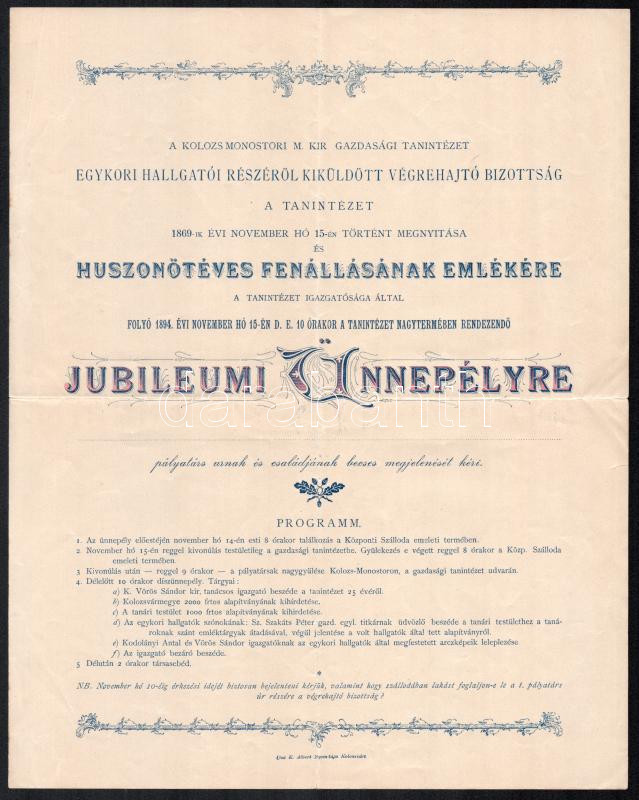 A KOLOZSMONOSTORI M. KIR GAZDASÁGI TANINTÉZET
EGYKORI HALLGATÓI RÉSZÉRŐL KIKÜLDÖTT VÉGREHAJTÓ BIZOTTSÁG
A TANINTÉZET
1869-IK ÉVI NOVEMBER HÓ 15-ÉN TÖRTÉNT MEGNYITÁSA
ÉS
HUSZONÖTÉVES FENÁLLÁSÁNAK EMLÉKÉRE
A TANINTÉZET IGAZGATÓSÁGA ÁLTAL
FOLYÓ 1894. ÉVI NOVEMBER HÓ 15-ÉN D. E. 10 ÓRAKOR A TANINTÉZET NAGYTERMÉBEN RENDEZENDŐ
JUBILEUMI ÜNNEPÉLYRE
darabanth
pályatárs urnak és családjának becses megjelenését kéri.
PROGRAMM.
1. Az ünnepély előestéjén november hó 14-én esti 8 órakor találkozás a Központi Szálloda emeleti termében.
2. November hó 15-én reggel kivonúlás testületileg a gazdasági tanintézetbe. Gyülekezés e végett reggel 8 órakor a Közp. Szálloda
emeleti termében.
3 Kivonúlás után — reggel 9 órakor — a pályatársak nagygyülése Kolozs-Monostoron, a gazdasági tanintézet udvarán.
4. Délelőtt 10 órakor díszünnepély. Tárgyai :
a) K. Vörös Sándor kir. tanácsos igazgató beszéde a tanintézet 25 évéről.
b) Kolozsvármegye 2000 frtos alapítványának kihirdetése.
c) A tanári testület 1000 frtos alapítványának kihirdetése.
d) Az egykori hallgatók szónokának: Sz. Szakáts Péter gazd. egyl. titkárnak üdvözlő beszéde a tanári testülethez a taná-
roknak szánt emléktárgyak átadásával, végül jelentése a volt hallgatók által tett alapítványról.
e) Kodolányi Antal és Vörös Sándor igazgatóknak az egykori hallgatók által megfestetett arczképeik leleplezése
f) Az igazgató bezáró beszéde.
5 Délután 2 órakor társasebéd.
*
NB. November hó 10-éig érkezési idejét biztosan bejelenteni kérjük, valamint hogy szállodában lakást foglaljon-e le a t. pályatárs
úr részére a végrehajtó bizottság?
K. Albert Kolozsvárt.